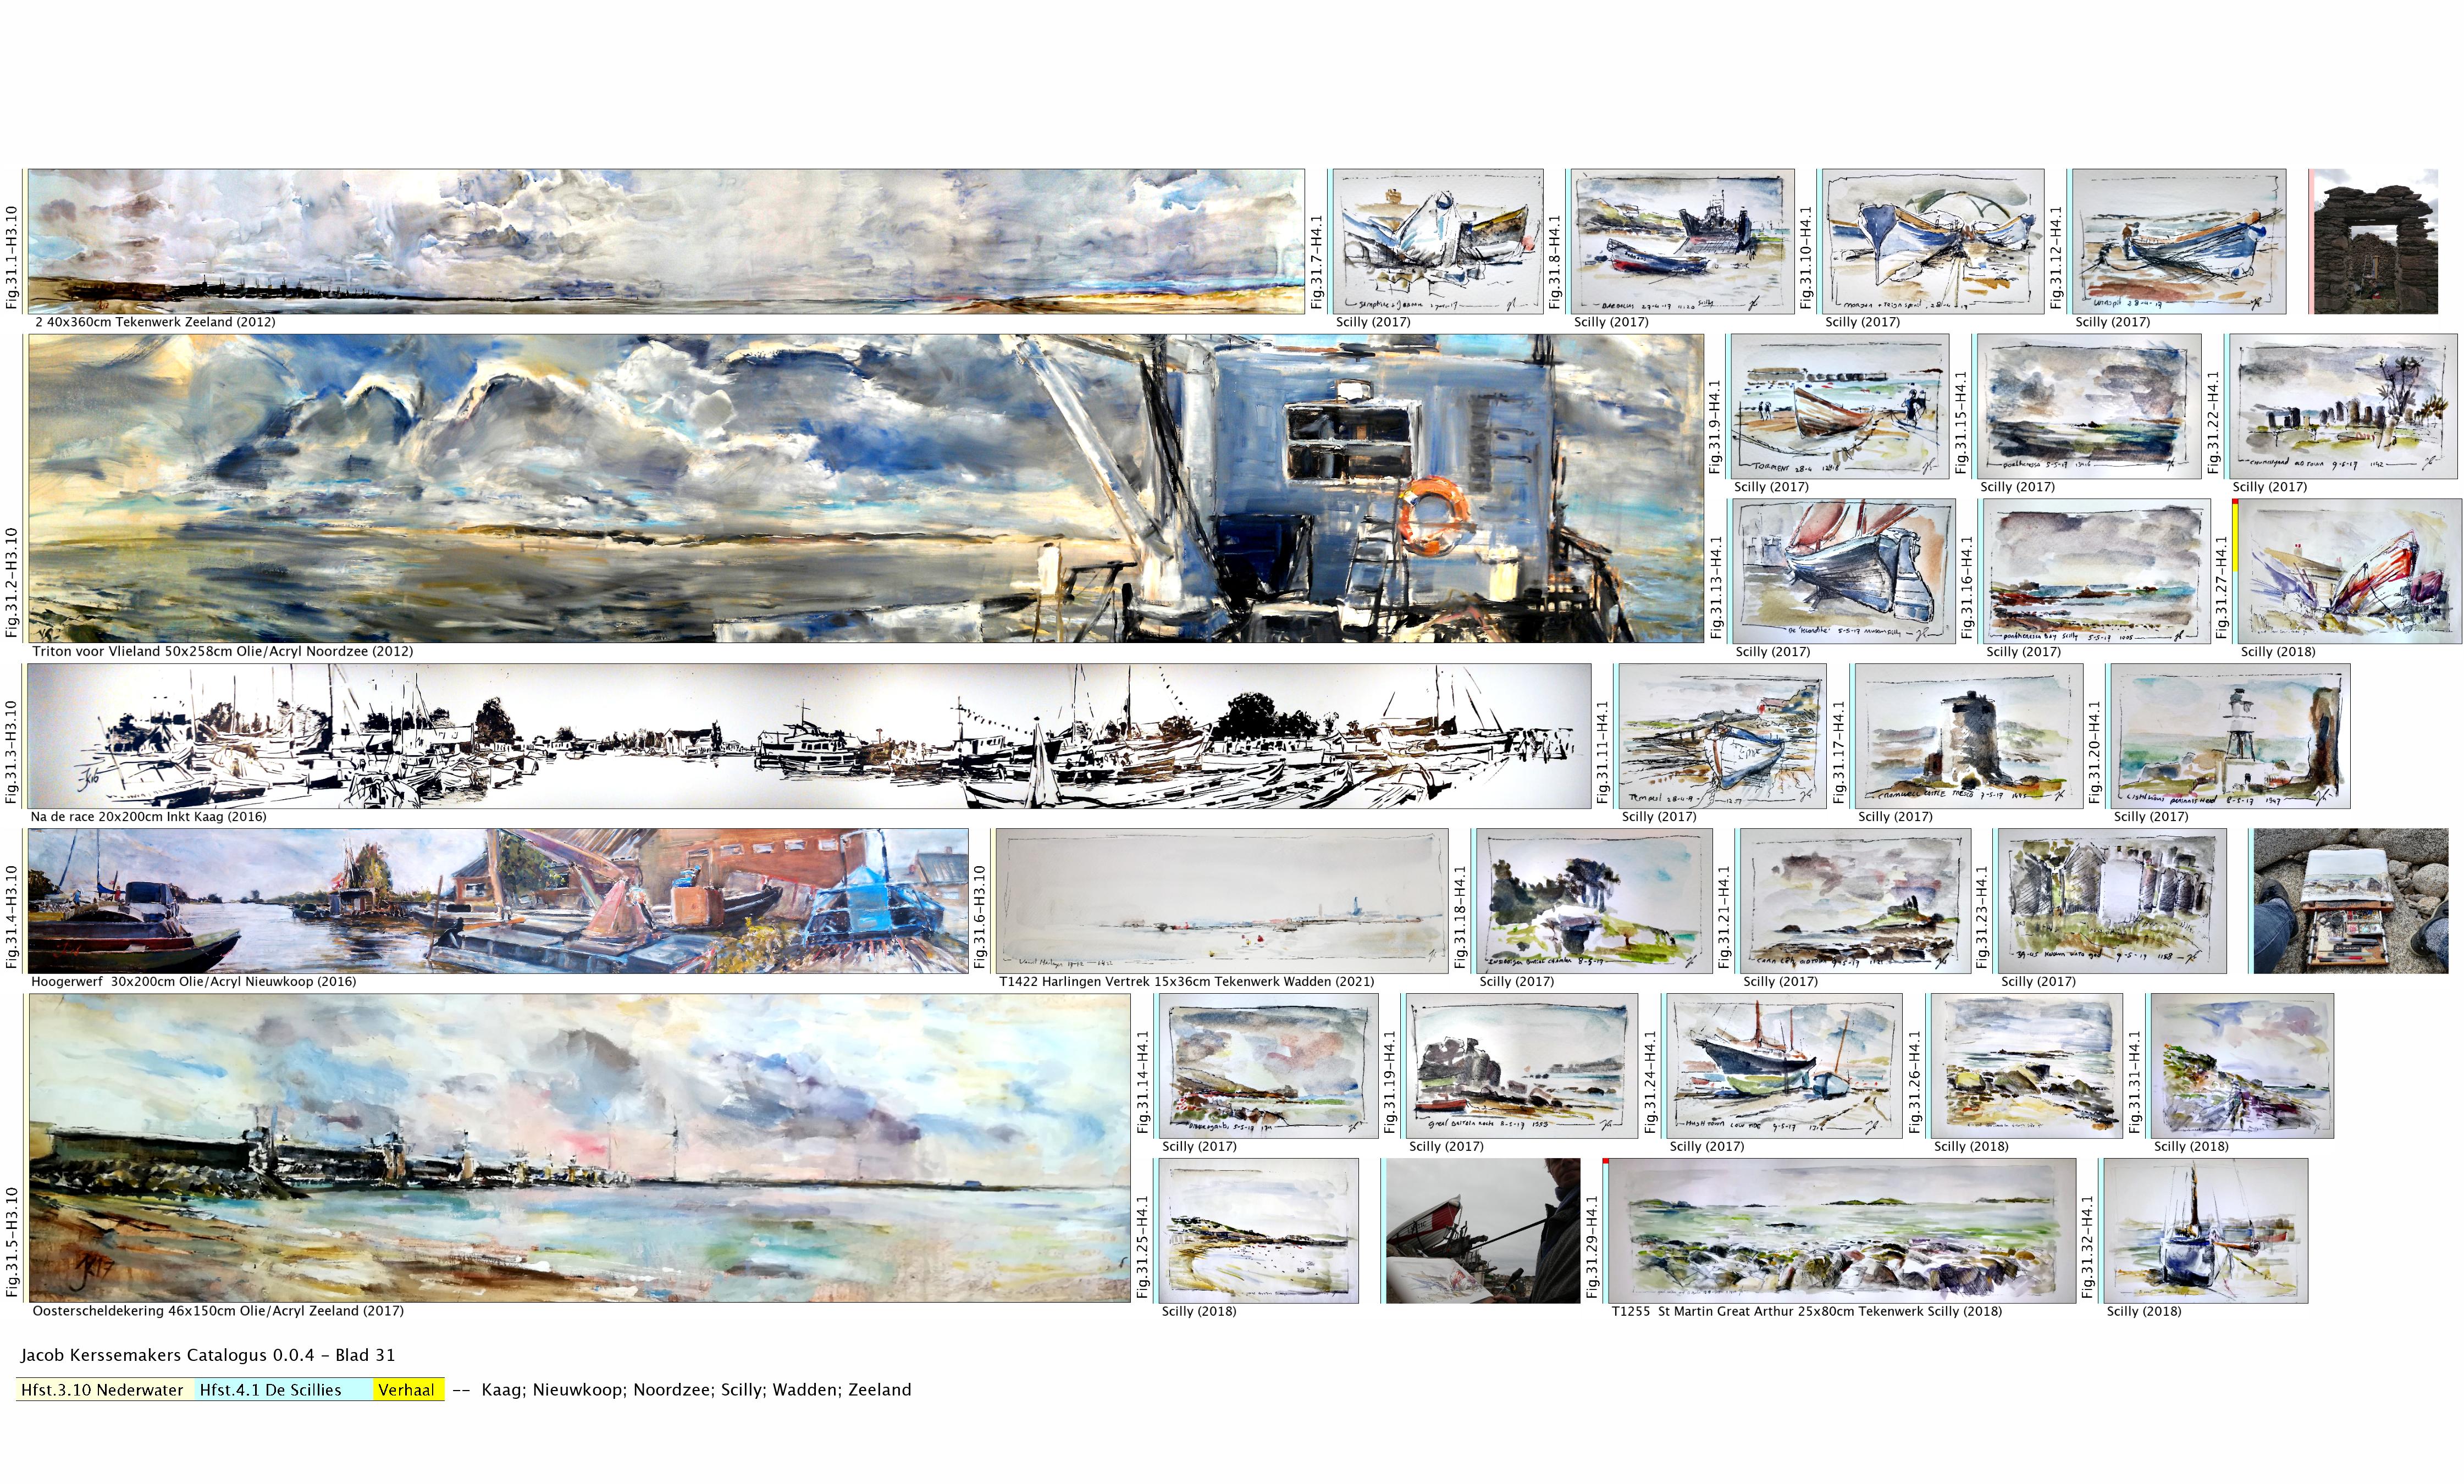 Fig.31.1-H3.10
2 40x360cm Tekenwerk Zeeland (2012)
Fig.31.7-H4.1
Scilly (2017)
Fig.31.8-H4.1
Scilly (2017)
Fig.31.10-H4.1
Scilly (2017)
Fig.31.12-H4.1
Scilly (2017)
Fig.31.2-H3.10
Triton voor Vlieland 50x258cm Olie/Acryl Noordzee (2012)
Fig.31.9-H4.1
TORMENT 28-4
Scilly (2017)
Fig.31.15-H4.1
Scilly (2017)
Fig.31.22-H4.1
Scilly (2017)
Fig.31.13-H4.1
Scilly (2017)
Fig.31.16-H4.1
Scilly (2017)
Fig.31.27-H4.1
Scilly (2018)
Fig.31.3-H3.10
Na de race 20x200cm Inkt Kaag (2016)
Fig.31.11-H4.1
Scilly (2017)
Fig.31.17-H4.1
Scilly (2017)
Fig.31.20-H4.1
Scilly (2017)
Fig.31.4-H3.10
Hoogerwerf 30x200cm Olie/Acryl Nieuwkoop (2016)
Fig.31.6-H3.10
T1422 Harlingen Vertrek 15x36cm Tekenwerk Wadden (2021)
Fig.31.18-H4.1
Scilly (2017)
Fig.31.21-H4.1
Scilly (2017)
Fig.31.23-H4.1
Scilly (2017)
Fig.31.5-H3.10
Oosterscheldekering 46x150cm Olie/Acryl Zeeland (2017)
Fig.31.14-H4.1
Scilly (2017)
Fig.31.19-H4.1
Scilly (2017)
Fig.31.24-H4.1
Scilly (2017)
Fig.31.26-H4.1
Scilly (2018)
Fig.31.31-H4.1
Scilly (2018)
Fig.31.25-H4.1
Scilly (2018)
Fig.31.29-H4.1
T1255 St Martin Great Arthur 25x80cm Tekenwerk Scilly (2018)
Fig.31.32-H4.1
Scilly (2018)
Jacob Kerssemakers Catalogus 0.0.4 - Blad 31
Hfst.3.10 Nederwater Hfst.4.1 De Scillies Verhaal -- Kaag; Nieuwkoop; Noordzee; Scilly; Wadden; Zeeland